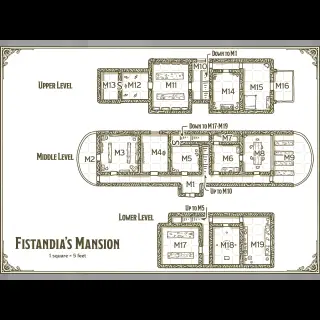 DOWN TO M1
UPPER LEVEL
M10
M13
S
M12
M11
M14
M15
M16
DOWN TO M17-M19
MIDDLE LEVEL
M2
M3
M4
M5
S
M7
M6
M8
M9
M1
UP TO M10
UP TO M5
LOWER LEVEL
M17
M18
M19
FISTANDIA'S MANSION
1 square = 5 feet